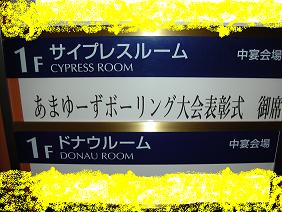 1F サイプレスルーム 中宴会場
CYPRESS ROOM
あまゆーずボーリング大会表彰式 御席
1F ドナウルーム 中宴会場
DONAU ROOM